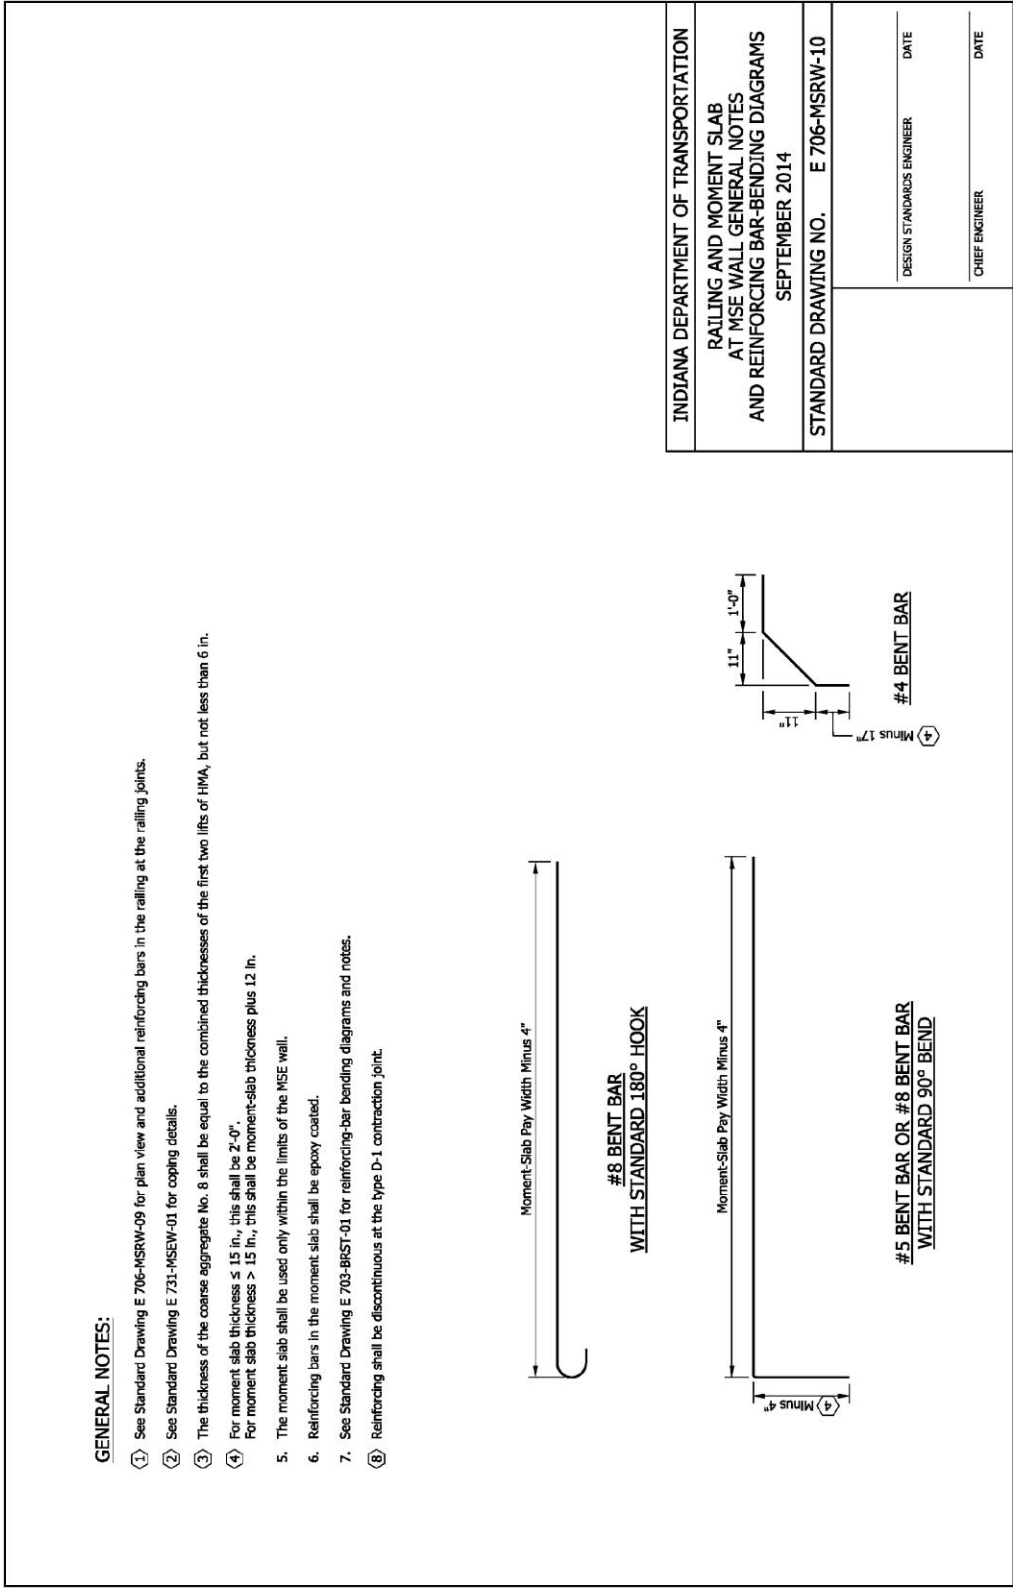 GENERAL NOTES:
1 See Standard Drawing E 706-MSRW-09 for plan view and additional reinforcing bars in the railing at the railing joints.
2 See Standard Drawing E 731-MSEW-01 for coping details.
3 The thickness of the coarse aggregate No. 8 shall be equal to the combined thicknesses of the first two lifts of HMA, but not less than 6 in.
4 For moment slab thickness ≤ 15 in., this shall be 2'-0".
For moment slab thickness > 15 in., this shall be moment-slab thickness plus 12 in.
5. The moment slab shall be used only within the limits of the MSE wall.
6. Reinforcing bars in the moment slab shall be epoxy coated.
7. See Standard Drawing E 703-BRST-01 for reinforcing-bar bending diagrams and notes.
8 Reinforcing shall be discontinuous at the type D-1 contraction joint.
Moment-Slab Pay Width Minus 4"
#8 BENT BAR
WITH STANDARD 180° HOOK
Moment-Slab Pay Width Minus 4"
4 Minus 4"
#5 BENT BAR OR #8 BENT BAR
WITH STANDARD 90° BEND
11"
1'-0"
11"
4 Minus 17"
#4 BENT BAR
INDIANA DEPARTMENT OF TRANSPORTATION
RAILING AND MOMENT SLAB
AT MSE WALL GENERAL NOTES
AND REINFORCING BAR-BENDING DIAGRAMS
SEPTEMBER 2014
STANDARD DRAWING NO. E 706-MSRW-10
DESIGN STANDARDS ENGINEER DATE
CHIEF ENGINEER DATE